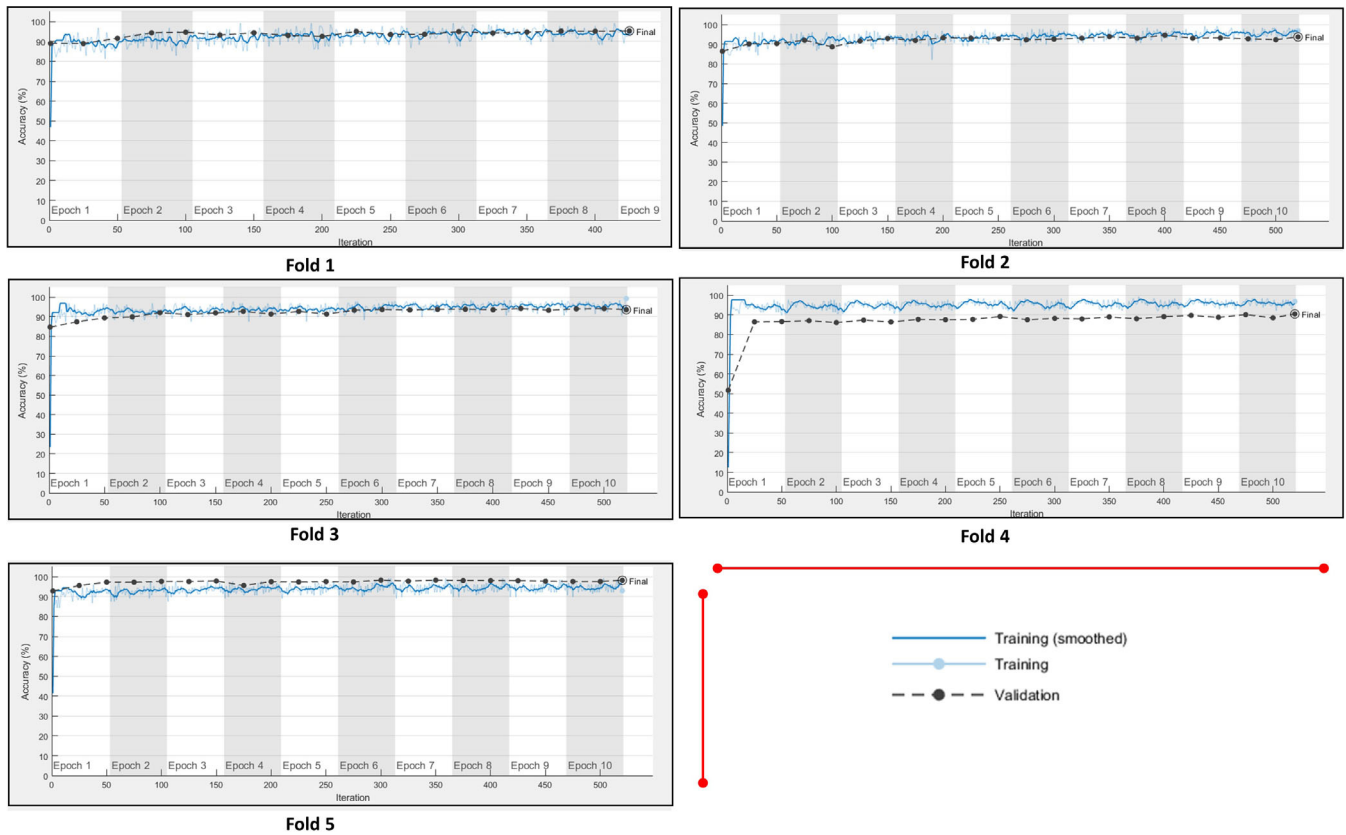 100
90
80
70
60
50
40
30
20
10
0
Accuracy (%)
Final
Epoch 1 Epoch 2 Epoch 3 Epoch 4 Epoch 5 Epoch 6 Epoch 7 Epoch 8 Epoch 9
0 50 100 150 200 250 300 350 400
Iteration
Fold 1
100
90
80
70
60
50
40
30
20
10
0
Accuracy (%)
Final
Epoch 1 Epoch 2 Epoch 3 Epoch 4 Epoch 5 Epoch 6 Epoch 7 Epoch 8 Epoch 9 Epoch 10
0 50 100 150 200 250 300 350 400 450 500
Iteration
Fold 2
100
90
80
70
60
50
40
30
20
10
0
Accuracy (%)
Final
Epoch 1 Epoch 2 Epoch 3 Epoch 4 Epoch 5 Epoch 6 Epoch 7 Epoch 8 Epoch 9 Epoch 10
0 50 100 150 200 250 300 350 400 450 500
Iteration
Fold 3
100
90
80
70
60
50
40
30
20
10
0
Accuracy (%)
Final
Epoch 1 Epoch 2 Epoch 3 Epoch 4 Epoch 5 Epoch 6 Epoch 7 Epoch 8 Epoch 9 Epoch 10
0 50 100 150 200 250 300 350 400 450 500
Iteration
Fold 4
100
90
80
70
60
50
40
30
20
10
0
Accuracy (%)
Final
Epoch 1 Epoch 2 Epoch 3 Epoch 4 Epoch 5 Epoch 6 Epoch 7 Epoch 8 Epoch 9 Epoch 10
0 50 100 150 200 250 300 350 400 450 500
Iteration
Fold 5
Training (smoothed)
Training
Validation